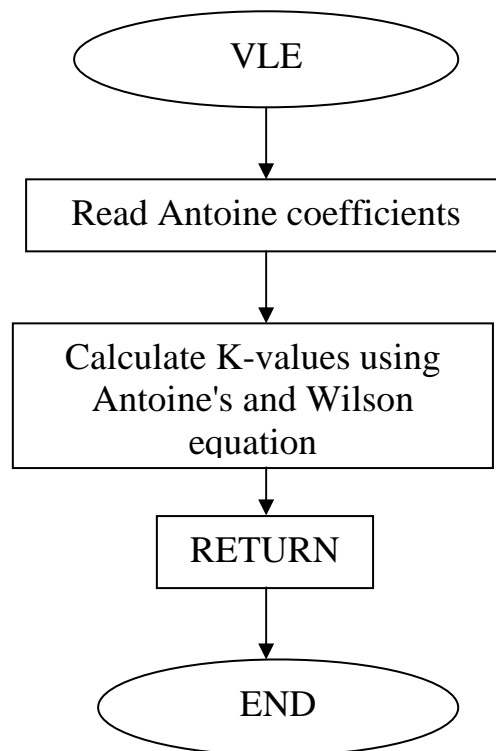 VLE
Read Antoine coefficients
Calculate K-values using
Antoine's and Wilson
equation
RETURN
END